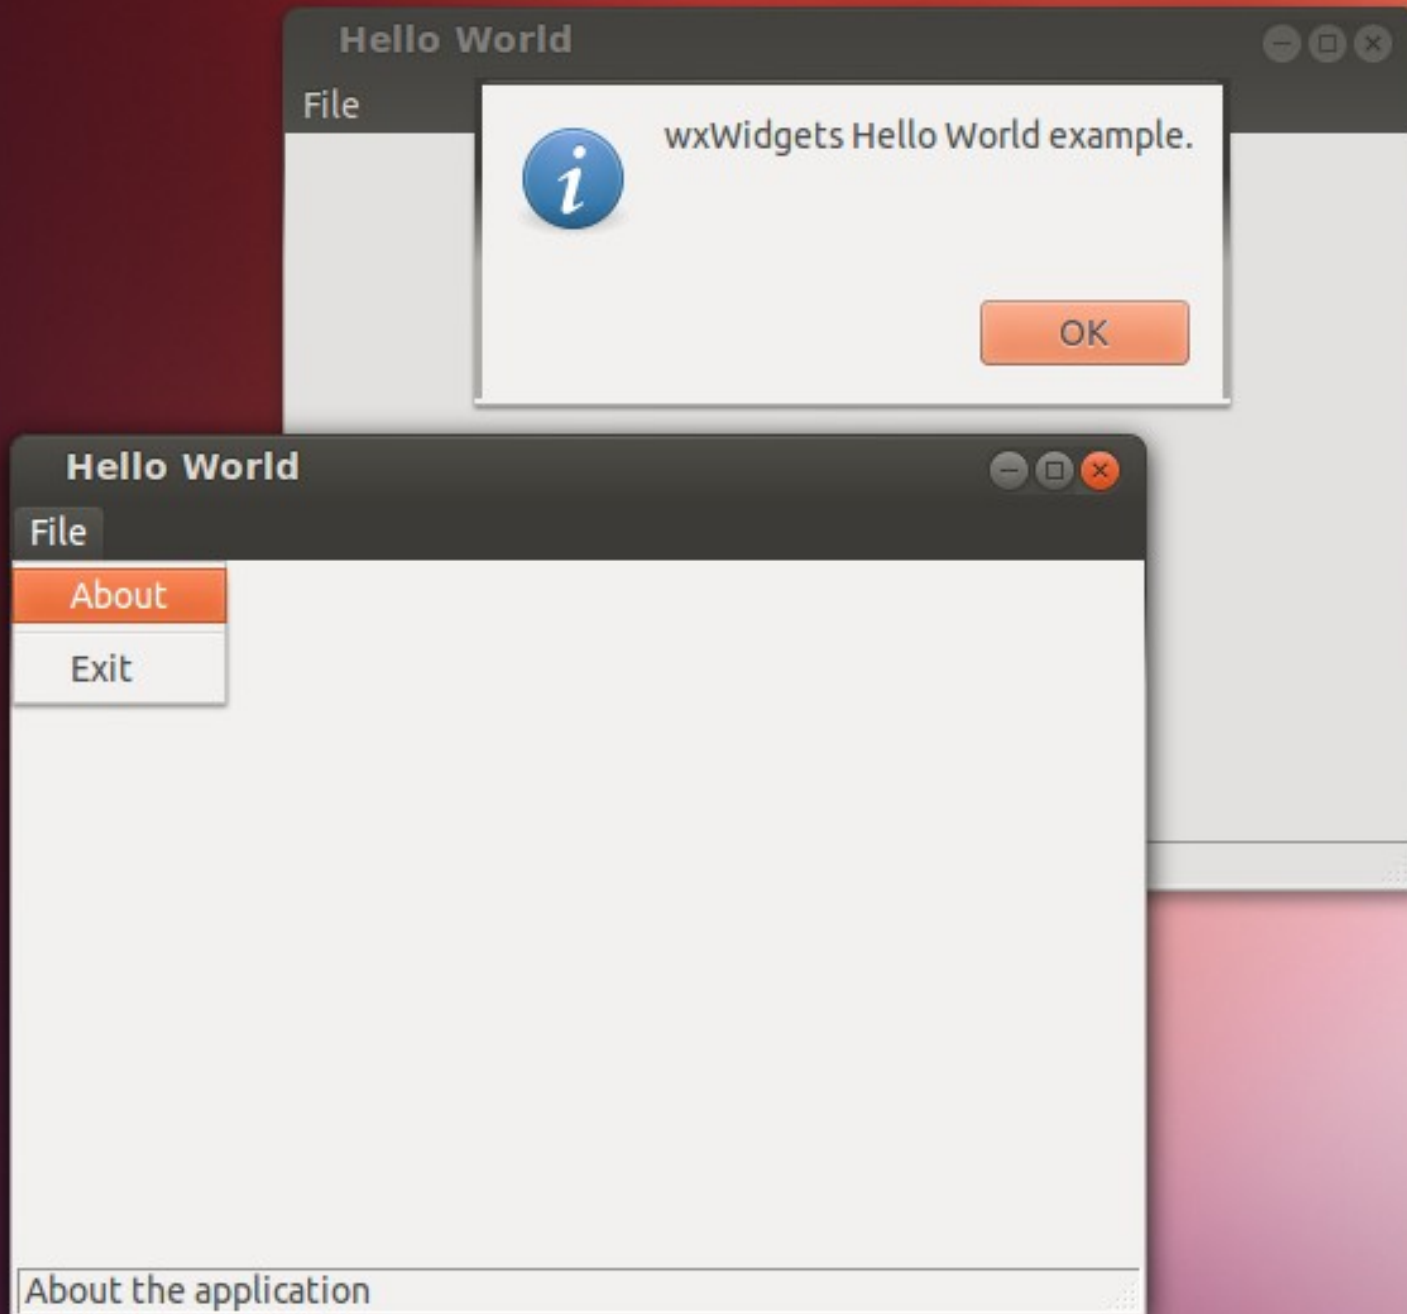 Hello World
File
wxWidgets Hello World example.
OK
Hello World
File
About
Exit
About the application